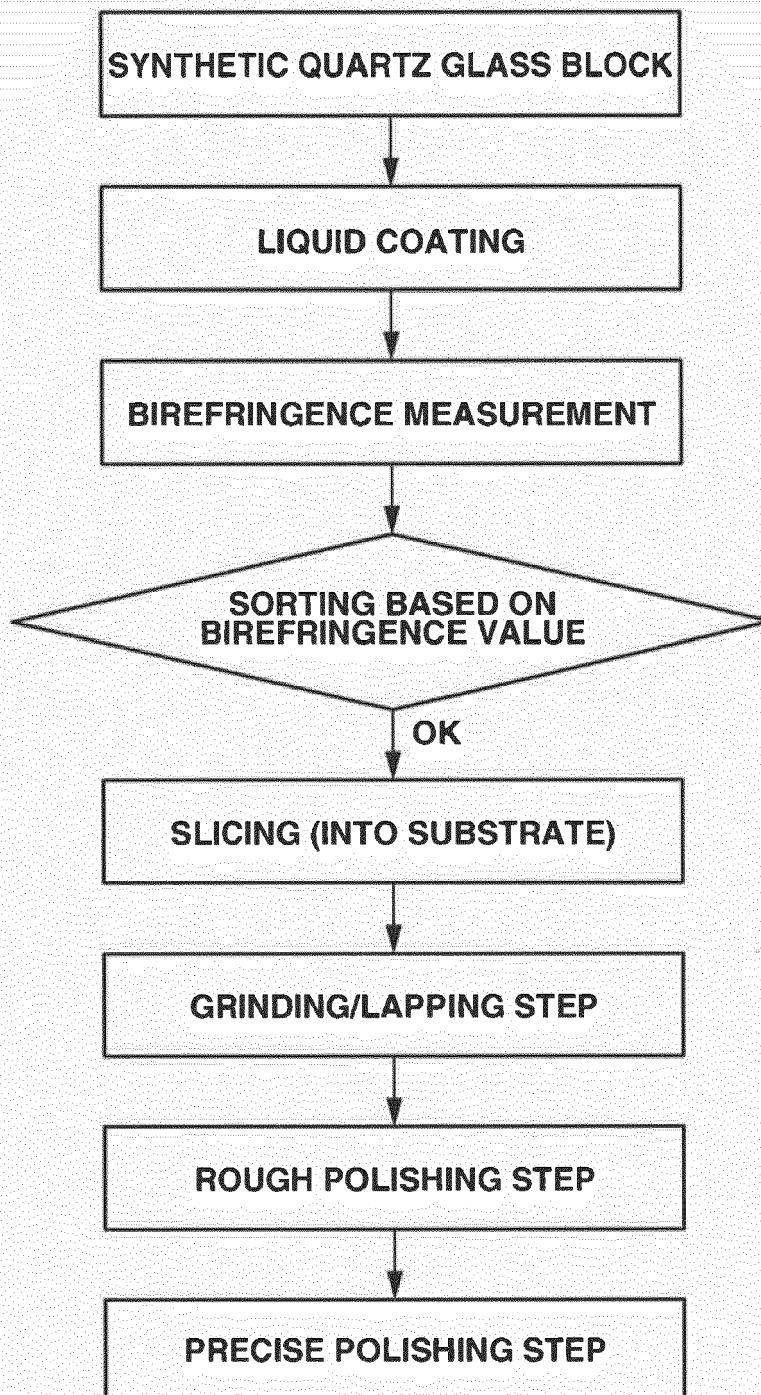 SYNTHETIC QUARTZ GLASS BLOCK
LIQUID COATING
BIREFRINGENCE MEASUREMENT
SORTING BASED ON
BIREFRINGENCE VALUE
OK
SLICING (INTO SUBSTRATE)
GRINDING/LAPPING STEP
ROUGH POLISHING STEP
PRECISE POLISHING STEP